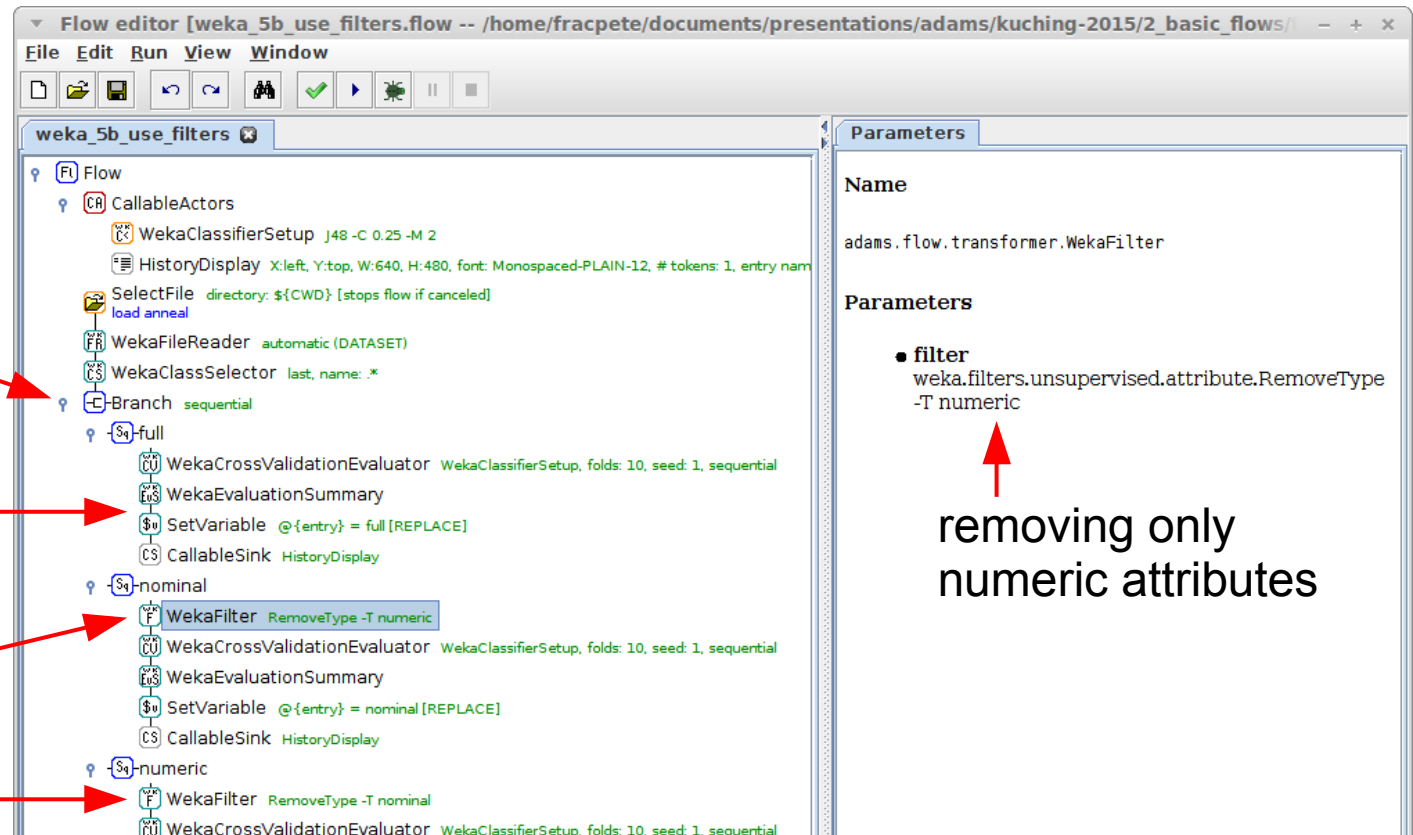 Flow editor [weka_5b_use_filters.flow -- /home/fracpete/documents/presentations/adams/kuching-2015/2_basic_flows/
File Edit Run View Window
weka_5b_use_filters
Parameters
Flow
CallableActors
WekaClassifierSetup J48 -C 0.25 -M 2
HistoryDisplay X:left, Y:top, W:640, H:480, font: Monospaced-PLAIN-12, # tokens: 1, entry nam
SelectFile directory: ${CWD} [stops flow if canceled]
load anneal
WekaFileReader automatic (DATASET)
WekaClassSelector last, name: .*
Branch sequential
full
WekaCrossValidationEvaluator WekaClassifierSetup, folds: 10, seed: 1, sequential
WekaEvaluationSummary
SetVariable @{entry} = full [REPLACE]
CallableSink HistoryDisplay
nominal
WekaFilter RemoveType -T numeric
WekaCrossValidationEvaluator WekaClassifierSetup, folds: 10, seed: 1, sequential
WekaEvaluationSummary
SetVariable @{entry} = nominal [REPLACE]
CallableSink HistoryDisplay
numeric
WekaFilter RemoveType -T nominal
WekaCrossValidationEvaluator WekaClassifierSetup, folds: 10, seed: 1, sequential
Name
adams.flow.transformer.WekaFilter
Parameters
filter
weka.filters.unsupervised.attribute.RemoveType
-T numeric
removing only
numeric attributes